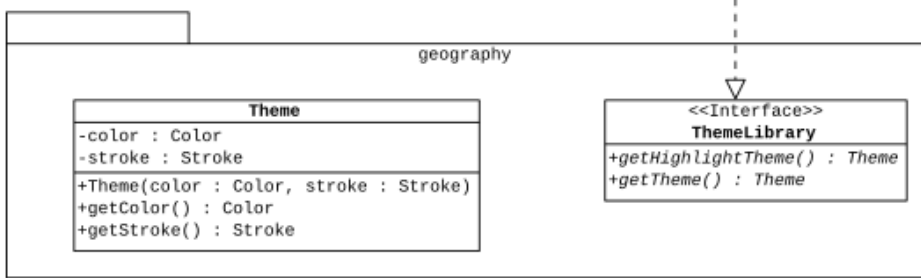 geography
Theme
-color : Color
-stroke : Stroke
+Theme(color : Color, stroke : Stroke)
+getColor() : Color
+getStroke() : Stroke
<<Interface>>
ThemeLibrary
+getHighlightTheme() : Theme
+getTheme() : Theme